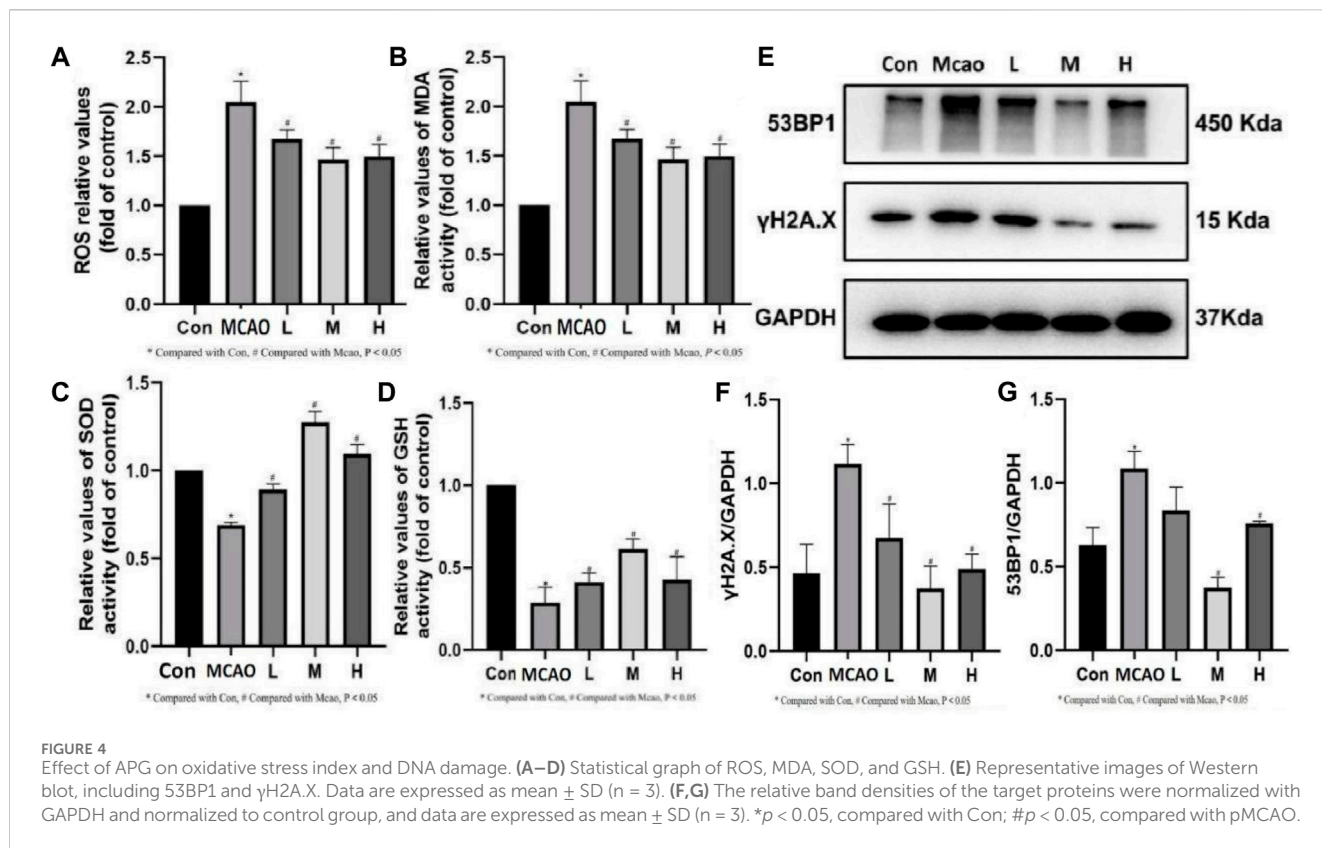 A
ROS relative values
(fold of control)
2.5
2.0
1.5
1.0
0.5
0.0
*
#
#
#
Con MCAO L M H
* Compared with Con, # Compared with Mcao, P < 0.05
B
Relative values of MDA
activity (fold of control)
2.5
2.0
1.5
1.0
0.5
0.0
*
#
#
#
Con MCAO L M H
* Compared with Con, # Compared with Mcao, P < 0.05
E
Con Mcao L M H
53BP1 450 Kda
γH2A.X 15 Kda
GAPDH 37Kda
C
Relative values of SOD
activity (fold of control)
1.5
1.0
0.5
0.0
*
#
#
#
Con MCAO L M H
* Compared with Con, # Compared with Mcao, P < 0.05
D
Relative values of GSH
activity (fold of control)
1.5
1.0
0.5
0.0
*
#
#
#
Con MCAO L M H
* Compared with Con, # Compared with Mcao, P < 0.05
F
γH2A.X/GAPDH
1.5
1.0
0.5
0.0
*
#
#
#
Con MCAO L M H
* Compared with Con, # Compared with Mcao, P < 0.05
G
53BP1/GAPDH
1.5
1.0
0.5
0.0
*
#
#
Con MCAO L M H
* Compared with Con, # Compared with Mcao, P < 0.05
FIGURE 4
Effect of APG on oxidative stress index and DNA damage. (A–D) Statistical graph of ROS, MDA, SOD, and GSH. (E) Representative images of Western
blot, including 53BP1 and γH2A.X. Data are expressed as mean ± SD (n = 3). (F,G) The relative band densities of the target proteins were normalized with
GAPDH and normalized to control group, and data are expressed as mean ± SD (n = 3). *p < 0.05, compared with Con; #p < 0.05, compared with pMCAO.